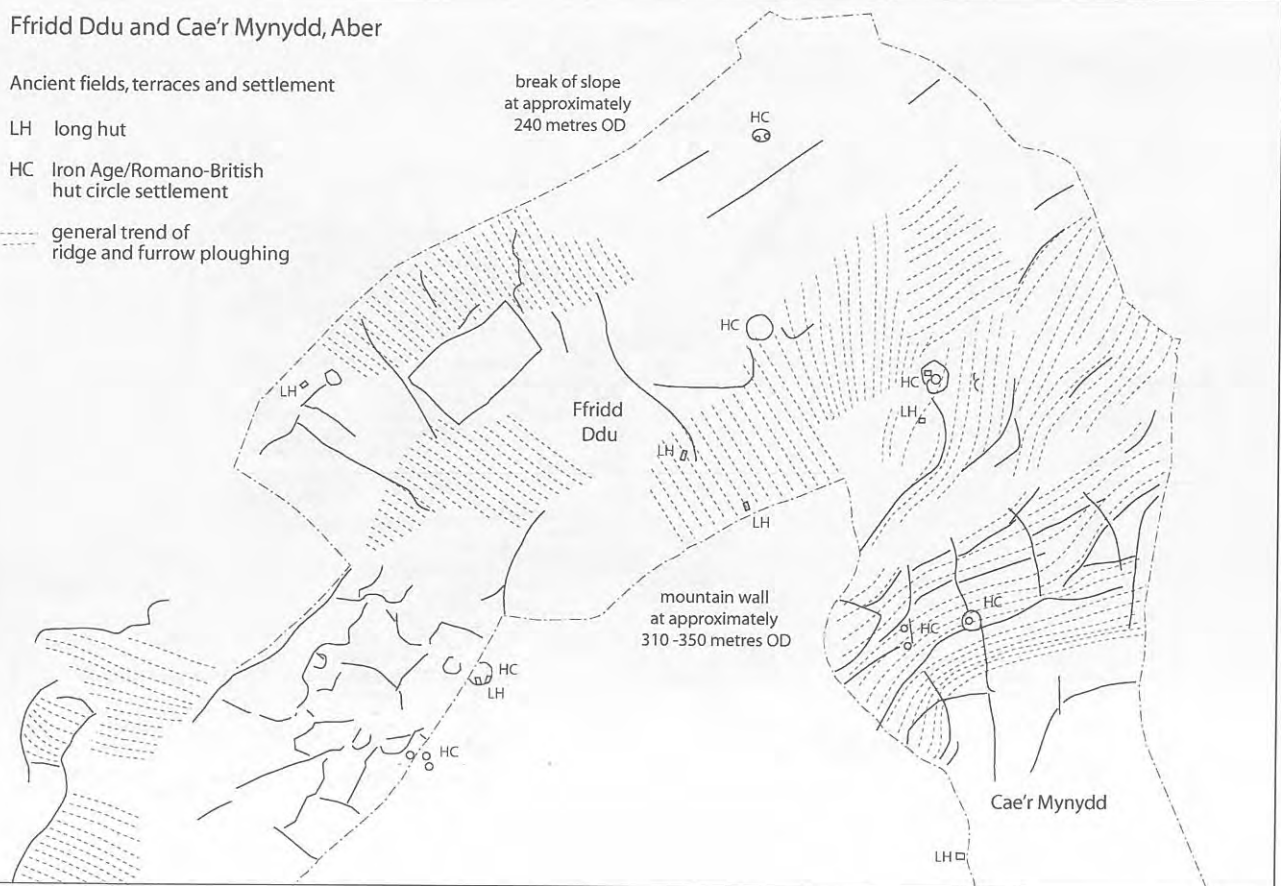 Ffridd Ddu and Cae'r Mynydd, Aber
Ancient fields, terraces and settlement
LH long hut
HC Iron Age/Romano-British
hut circle settlement
general trend of
ridge and furrow ploughing
break of slope
at approximately
240 metres OD
HC
HC
HC
LH
LH
Ffridd
Ddu
LH
LH
mountain wall
at approximately
310 -350 metres OD
HC
HC
HC
LH
HC
Cae'r Mynydd
LH